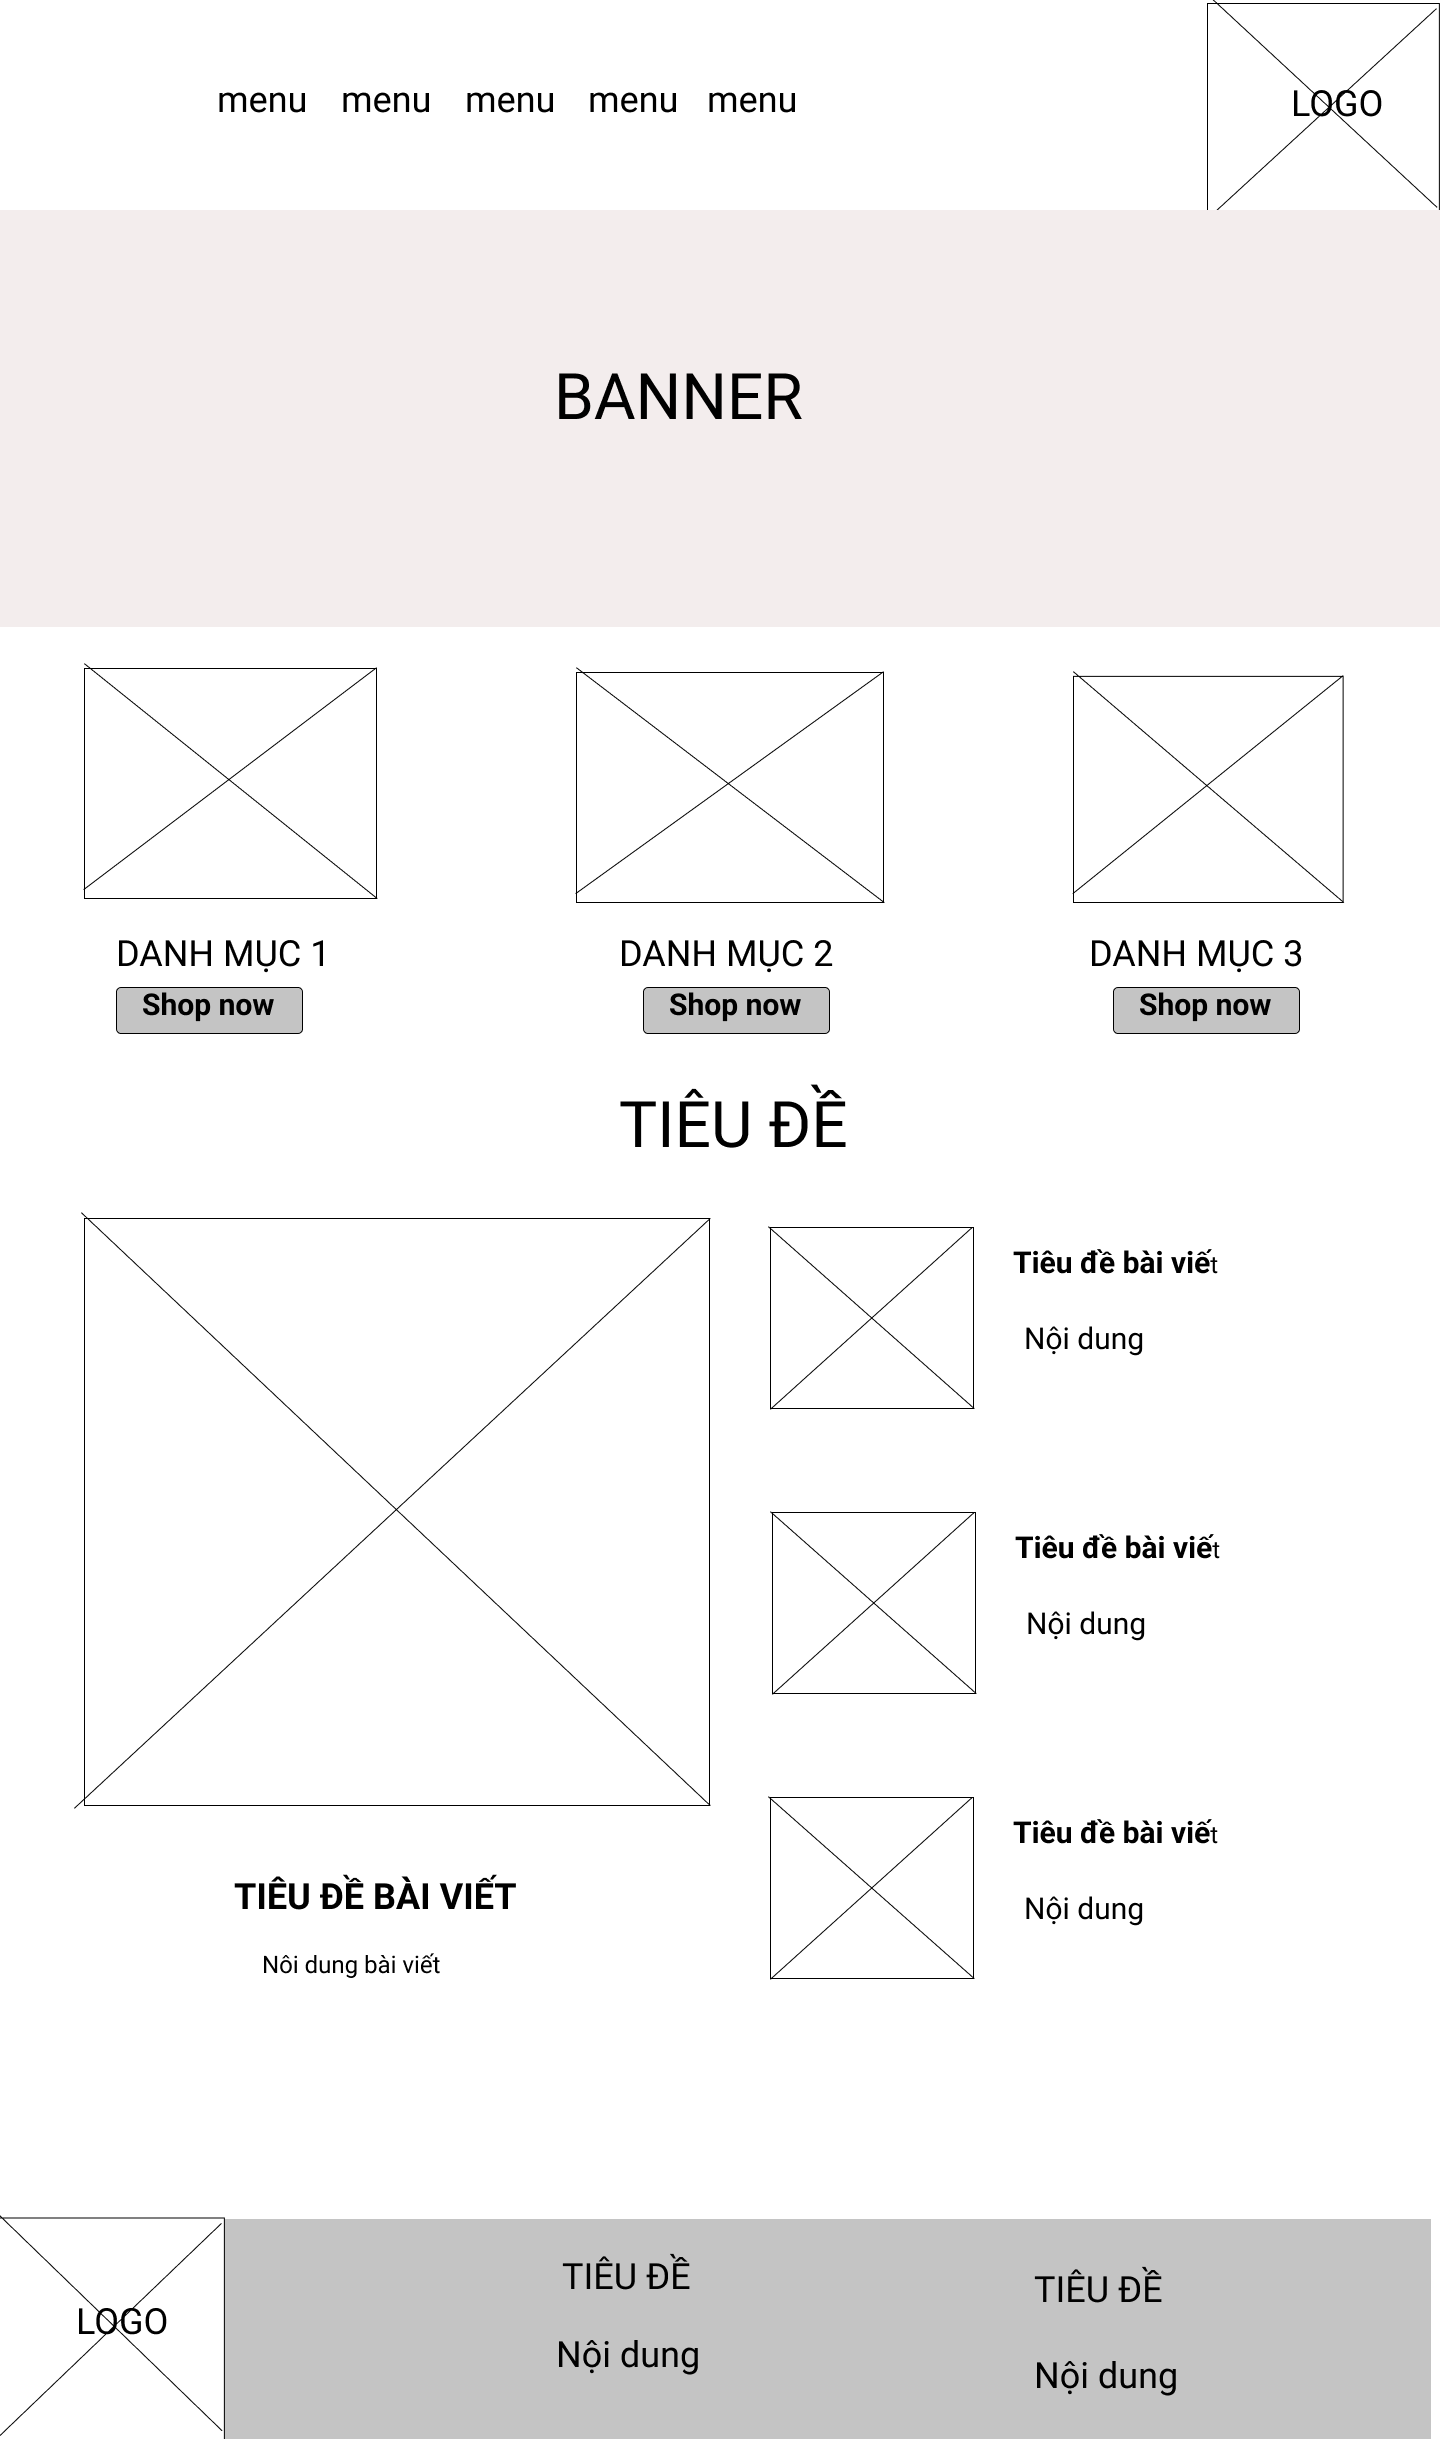 menu menu menu menu menu
LOGO
BANNER
DANH MỤC 1
DANH MỤC 2
DANH MỤC 3
Shop now
Shop now
Shop now
TIÊU ĐỀ
Tiêu đề bài viết
Nội dung
Tiêu đề bài viết
Nội dung
Tiêu đề bài viết
Nội dung
TIÊU ĐỀ BÀI VIẾT
Nôi dung bài viết
LOGO
TIÊU ĐỀ
Nội dung
TIÊU ĐỀ
Nội dung